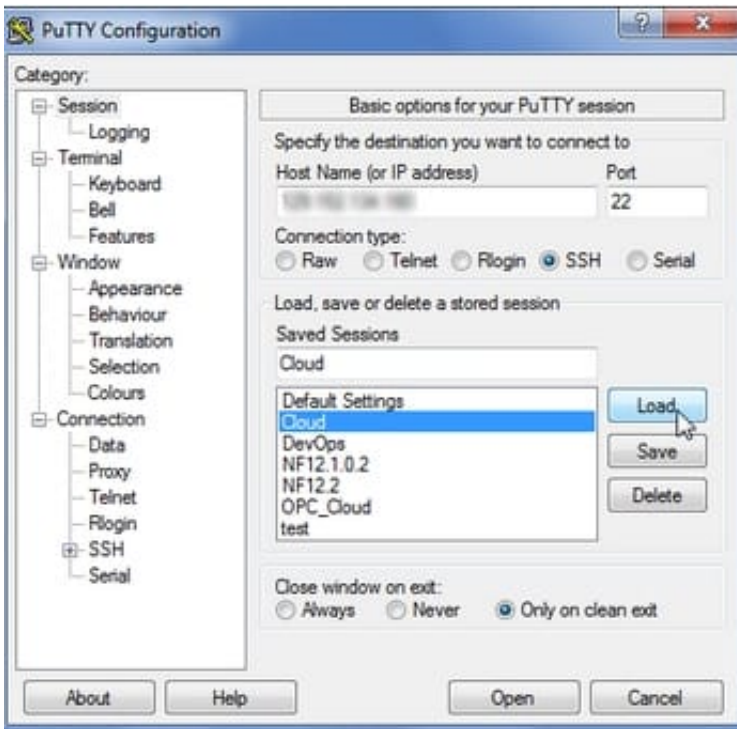 PuTTY Configuration
?
Category:
Session
Logging
Terminal
Keyboard
Bell
Features
Window
Appearance
Behaviour
Translation
Selection
Colours
Connection
Data
Proxy
Telnet
Rlogin
SSH
Serial
Basic options for your PuTTY session
Specify the destination you want to connect to
Host Name (or IP address) Port
22
Connection type:
Raw Telnet Rlogin SSH Serial
Load, save or delete a stored session
Saved Sessions
Cloud
Default Settings
Cloud
DevOps
NF12.1.0.2
NF12.2
OPC_Cloud
test
Load
Save
Delete
Close window on exit:
Always Never Only on clean exit
About Help Open Cancel